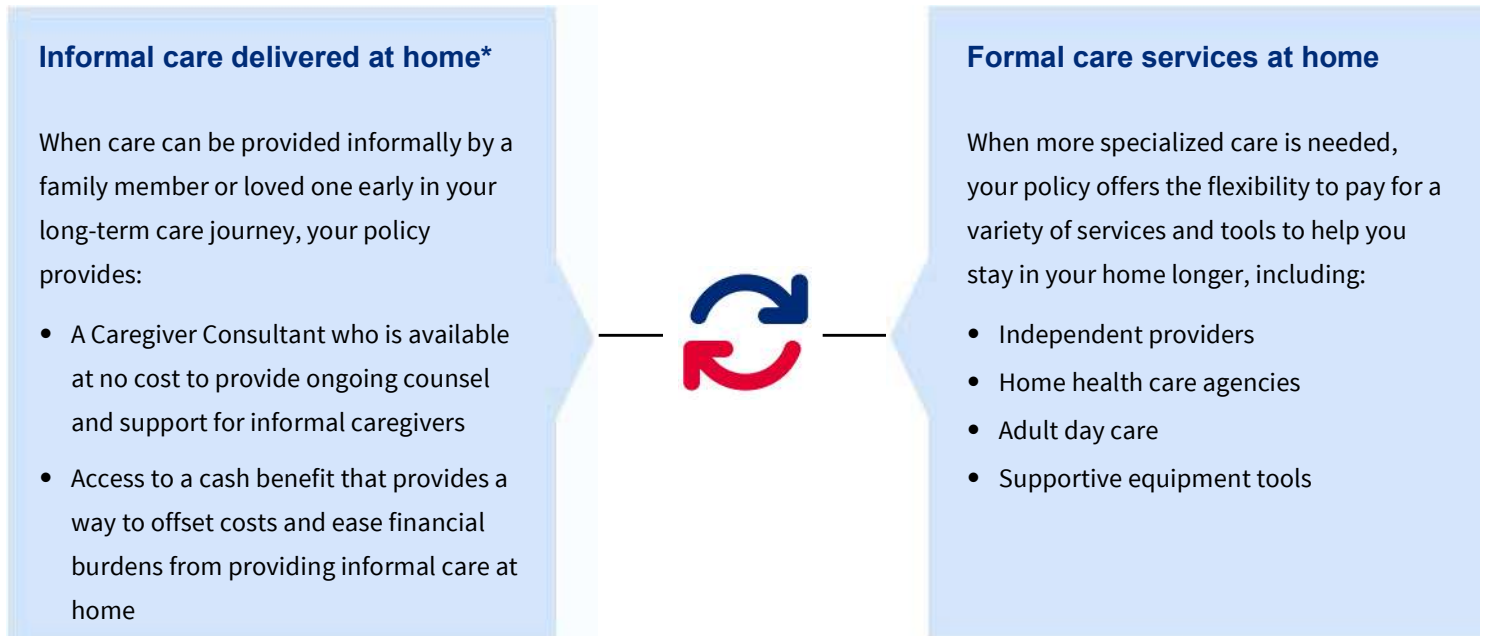 Informal care delivered at home*
When care can be provided informally by a
family member or loved one early in your
long-term care journey, your policy
provides:
• A Caregiver Consultant who is available
at no cost to provide ongoing counsel
and support for informal caregivers
• Access to a cash benefit that provides a
way to offset costs and ease financial
burdens from providing informal care at
home
Formal care services at home
When more specialized care is needed,
your policy offers the flexibility to pay for a
variety of services and tools to help you
stay in your home longer, including:
• Independent providers
• Home health care agencies
• Adult day care
• Supportive equipment tools